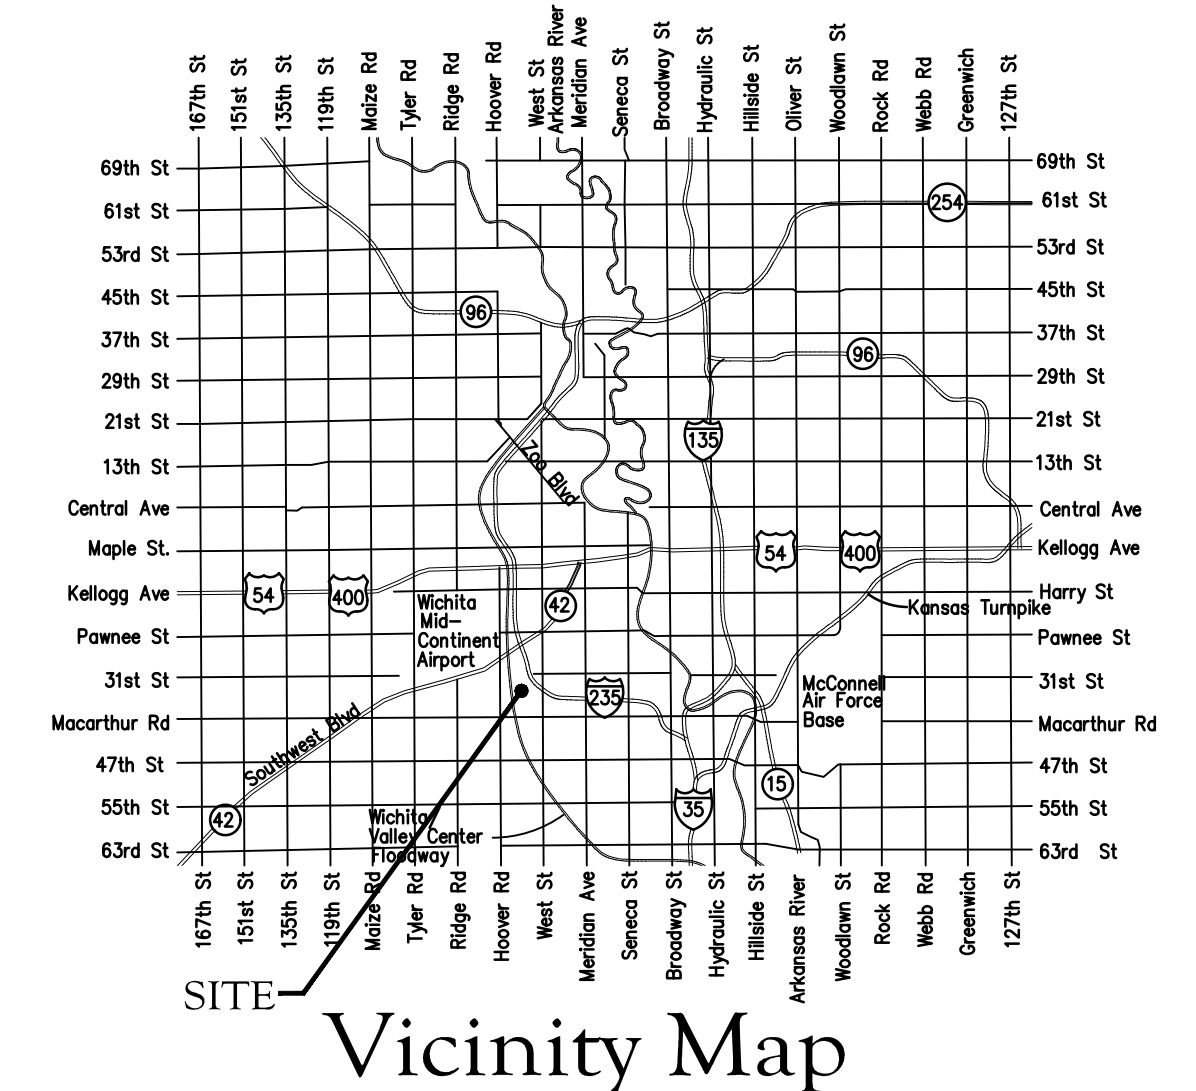 167th St
151st St
135th St
119th St
Maize Rd
Tyler Rd
Ridge Rd
Hoover Rd
West St
Arkansas River
Meridian Ave
Seneca St
Broadway St
Hydraulic St
Hillside St
Oliver St
Woodlawn St
Rock Rd
Webb Rd
Greenwich
127th St
69th St
61st St
53rd St
45th St
37th St
29th St
21st St
13th St
Central Ave
Maple St.
Kellogg Ave
Pawnee St
31st St
Macarthur Rd
47th St
55th St
63rd St
69th St
61st St
53rd St
45th St
37th St
29th St
21st St
13th St
Central Ave
Kellogg Ave
Harry St
Pawnee St
31st St
Macarthur Rd
47th St
55th St
63rd St
254
96
96
135
Zoo Blvd
54
400
54
400
42
Wichita
Mid-
Continent
Airport
Kansas Turnpike
235
McConnell
Air Force
Base
Southwest Blvd
15
35
42
Wichita
Valley Center
Floodway
167th St
151st St
135th St
119th St
Maize Rd
Tyler Rd
Ridge Rd
Hoover Rd
West St
Meridian Ave
Seneca St
Broadway St
Hydraulic St
Hillside St
Arkansas River
Woodlawn St
Rock Rd
Webb Rd
Greenwich
127th St
SITE
Vicinity Map